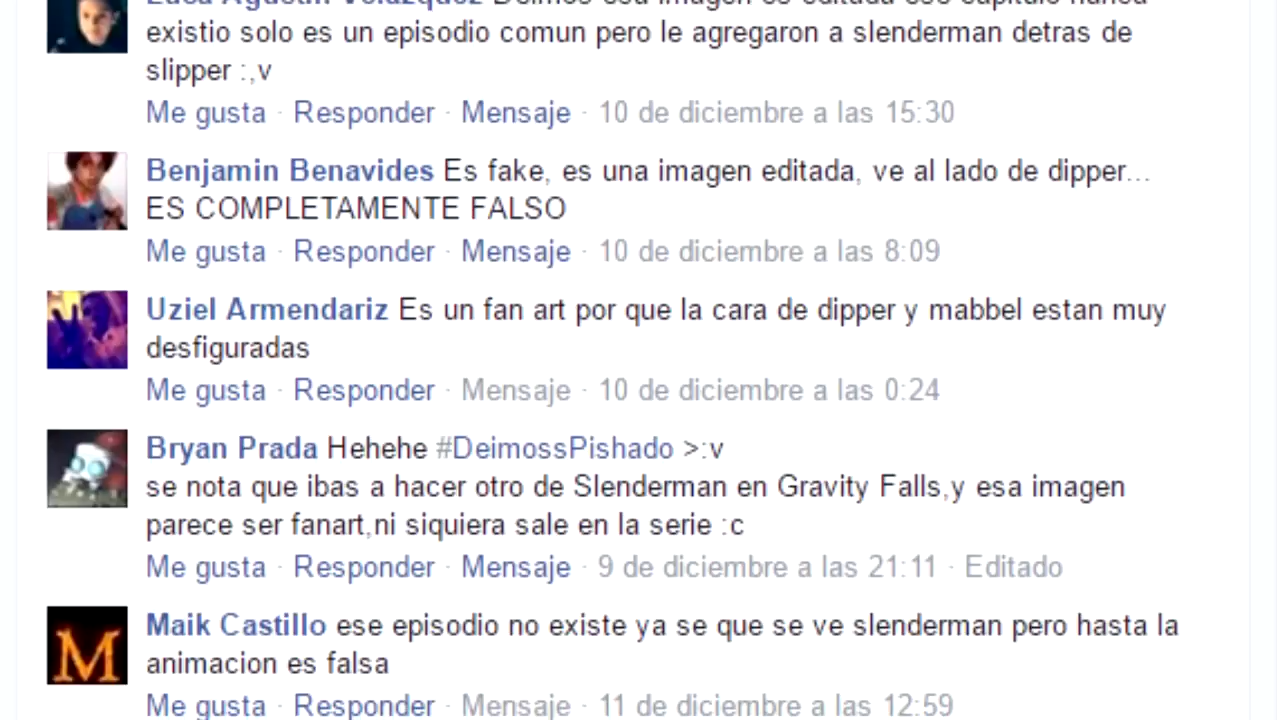 existio solo es un episodio comun pero le agregaron a slenderman detras de
slipper :,v
Me gusta · Responder · Mensaje · 10 de diciembre a las 15:30
Benjamin Benavides Es fake, es una imagen editada, ve al lado de dipper...
ES COMPLETAMENTE FALSO
Me gusta · Responder · Mensaje · 10 de diciembre a las 8:09
Uziel Armendariz Es un fan art por que la cara de dipper y mabbel estan muy
desfiguradas
Me gusta · Responder · Mensaje · 10 de diciembre a las 0:24
Bryan Prada Hehehe #DeimossPishado >:v
se nota que ibas a hacer otro de Slenderman en Gravity Falls,y esa imagen
parece ser fanart,ni siquiera sale en la serie :c
Me gusta · Responder · Mensaje · 9 de diciembre a las 21:11 · Editado
Maik Castillo ese episodio no existe ya se que se ve slenderman pero hasta la
animacion es falsa
Me gusta · Responder · Mensaje · 11 de diciembre a las 12:59
M